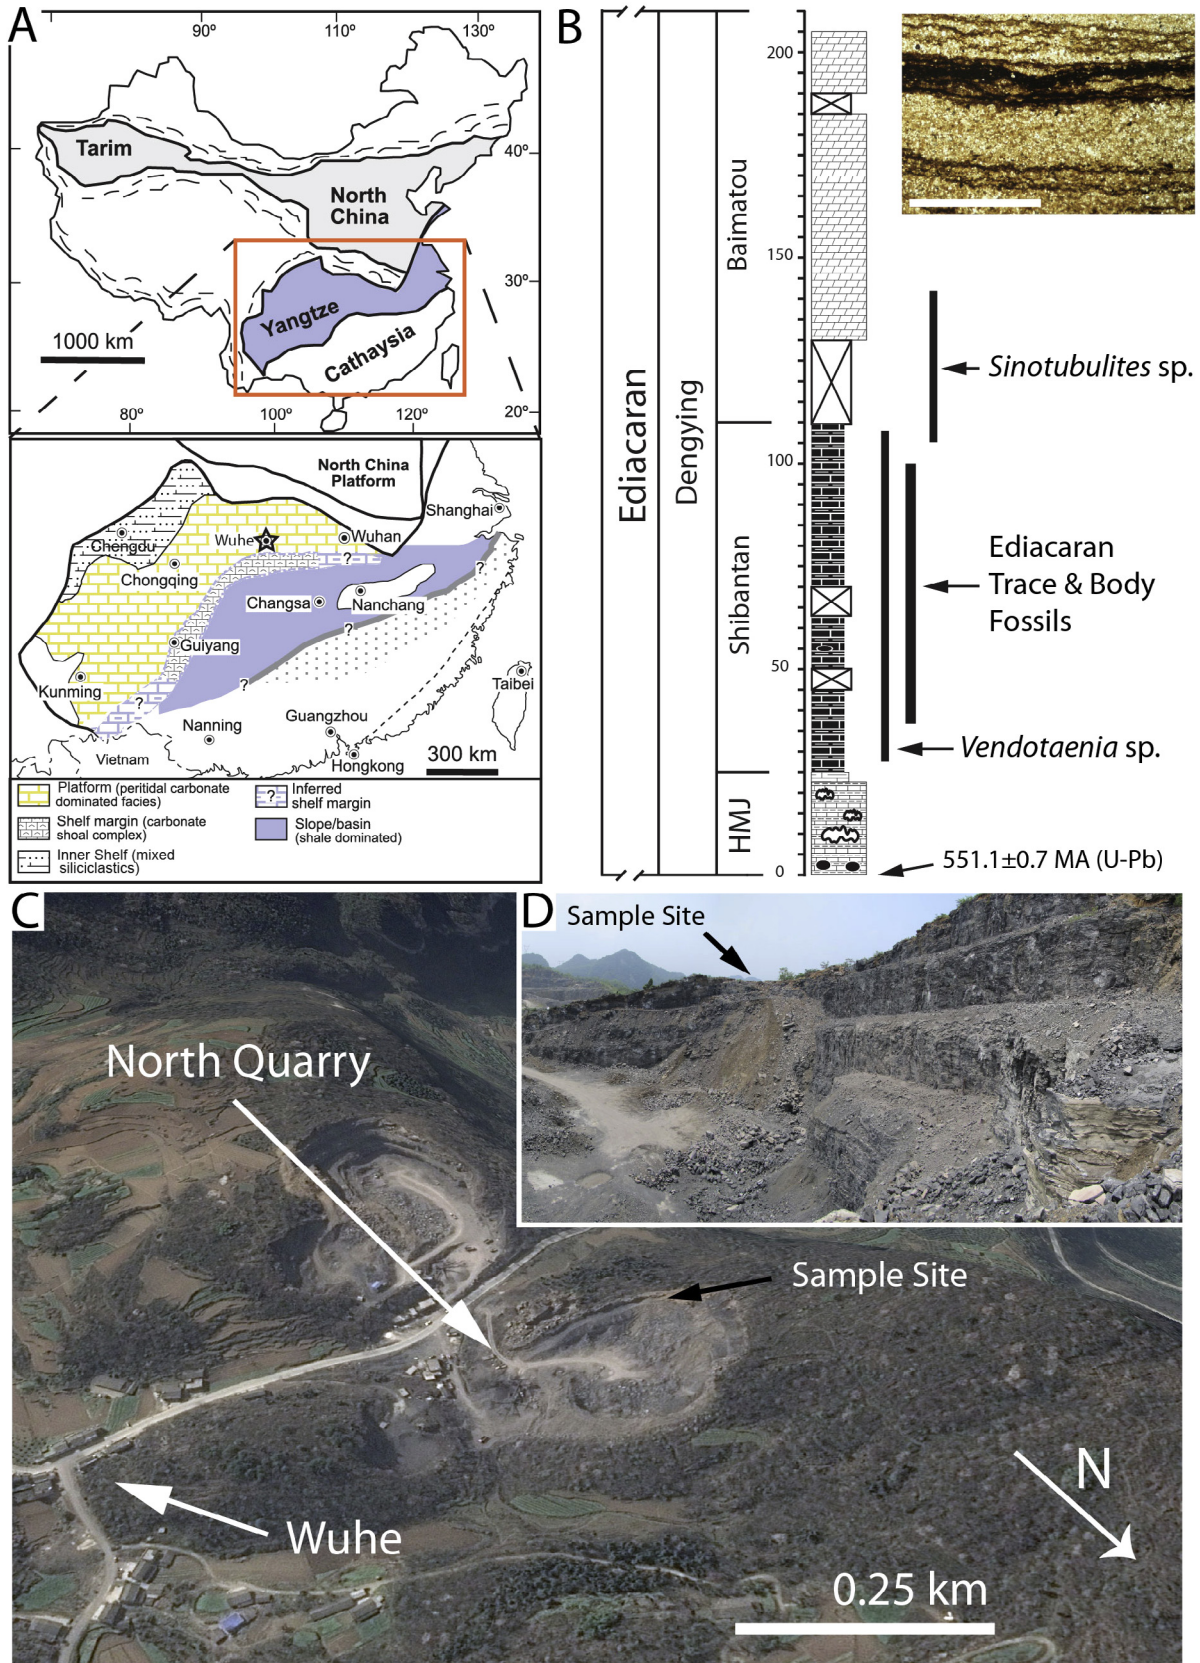 A
90º
110º
130º
Tarim
North
China
40º
30º
Yangtze
Cathaysia
1000 km
80º
100º
120º
20º
North China
Platform
Shanghai
Chengdu
Wuhe
Wuhan
?
?
Chongqing
Changsa
Nanchang
?
Guiyang
Kunming
?
?
Taibei
Nanning
Guangzhou
Vietnam
Hongkong
300 km
Platform (peritidal carbonate
dominated facies)
Shelf margin (carbonate
shoal complex)
Inner Shelf (mixed
siliciclastics)
? Inferred
shelf margin
Slope/basin
(shale dominated)
B
Ediacaran
Dengying
Baimatou
Shibantan
HMJ
200
150
100
50
0
Sinotubulites sp.
Ediacaran
Trace & Body
Fossils
Vendotaenia sp.
551.1±0.7 MA (U-Pb)
C
North Quarry
Sample Site
Wuhe
N
0.25 km
D
Sample Site